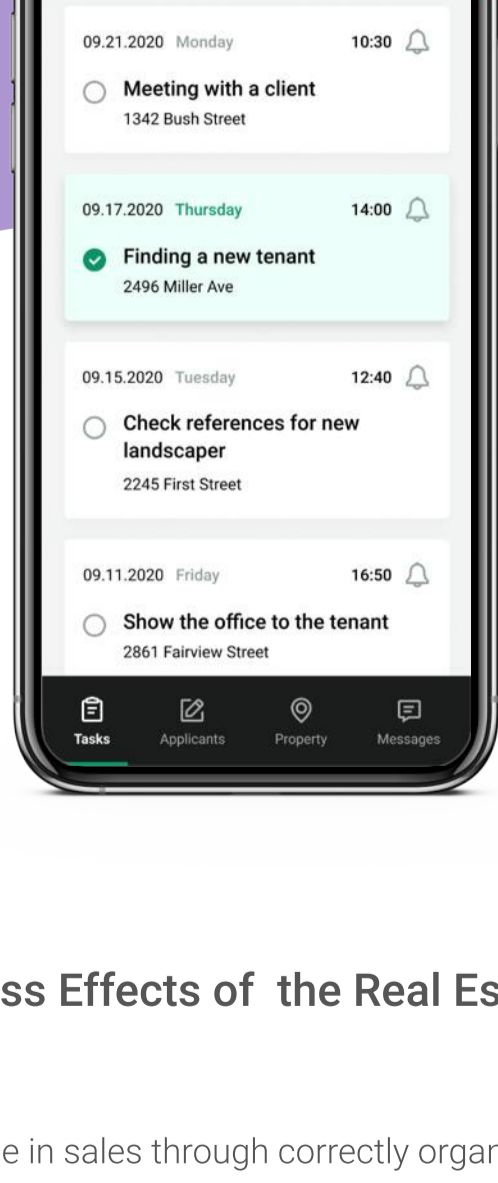 09.21.2020 Monday 10:30
Meeting with a client
1342 Bush Street
09.17.2020 Thursday 14:00
Finding a new tenant
2496 Miller Ave
09.15.2020 Tuesday 12:40
Check references for new
landscaper
2245 First Street
09.11.2020 Friday 16:50
Show the office to the tenant
2861 Fairview Street
Tasks Applicants Property Messages
ss Effects of the Real Es
e in sales through correctly organ